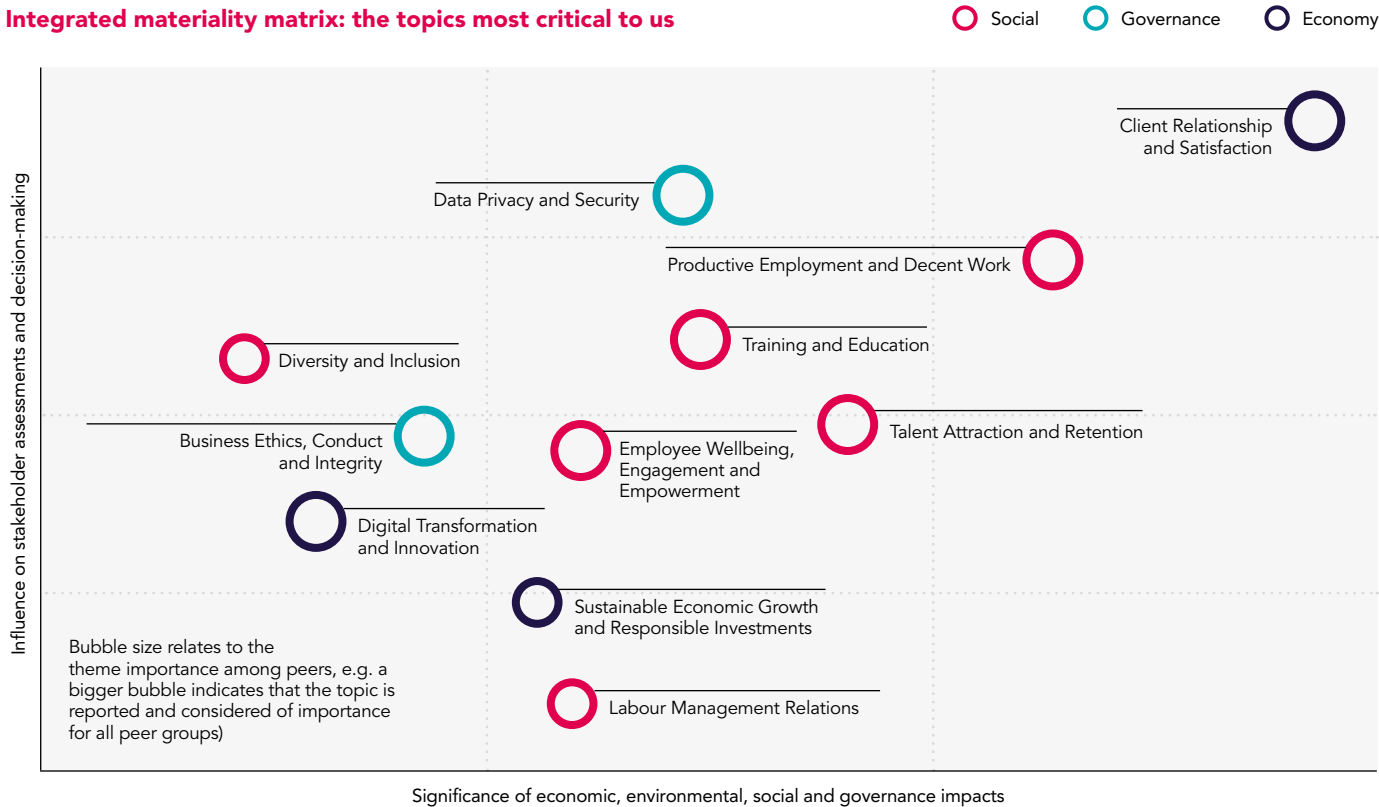 Integrated materiality matrix: the topics most critical to us
Social
Governance
Economy
Influence on stakeholder assessments and decision-making
Client Relationship
and Satisfaction
Data Privacy and Security
Productive Employment and Decent Work
Training and Education
Diversity and Inclusion
Talent Attraction and Retention
Business Ethics, Conduct
and Integrity
Employee Wellbeing,
Engagement and
Empowerment
Digital Transformation
and Innovation
Sustainable Economic Growth
and Responsible Investments
Bubble size relates to the
theme importance among peers, e.g. a
bigger bubble indicates that the topic is
reported and considered of importance
for all peer groups)
Labour Management Relations
Significance of economic, environmental, social and governance impacts